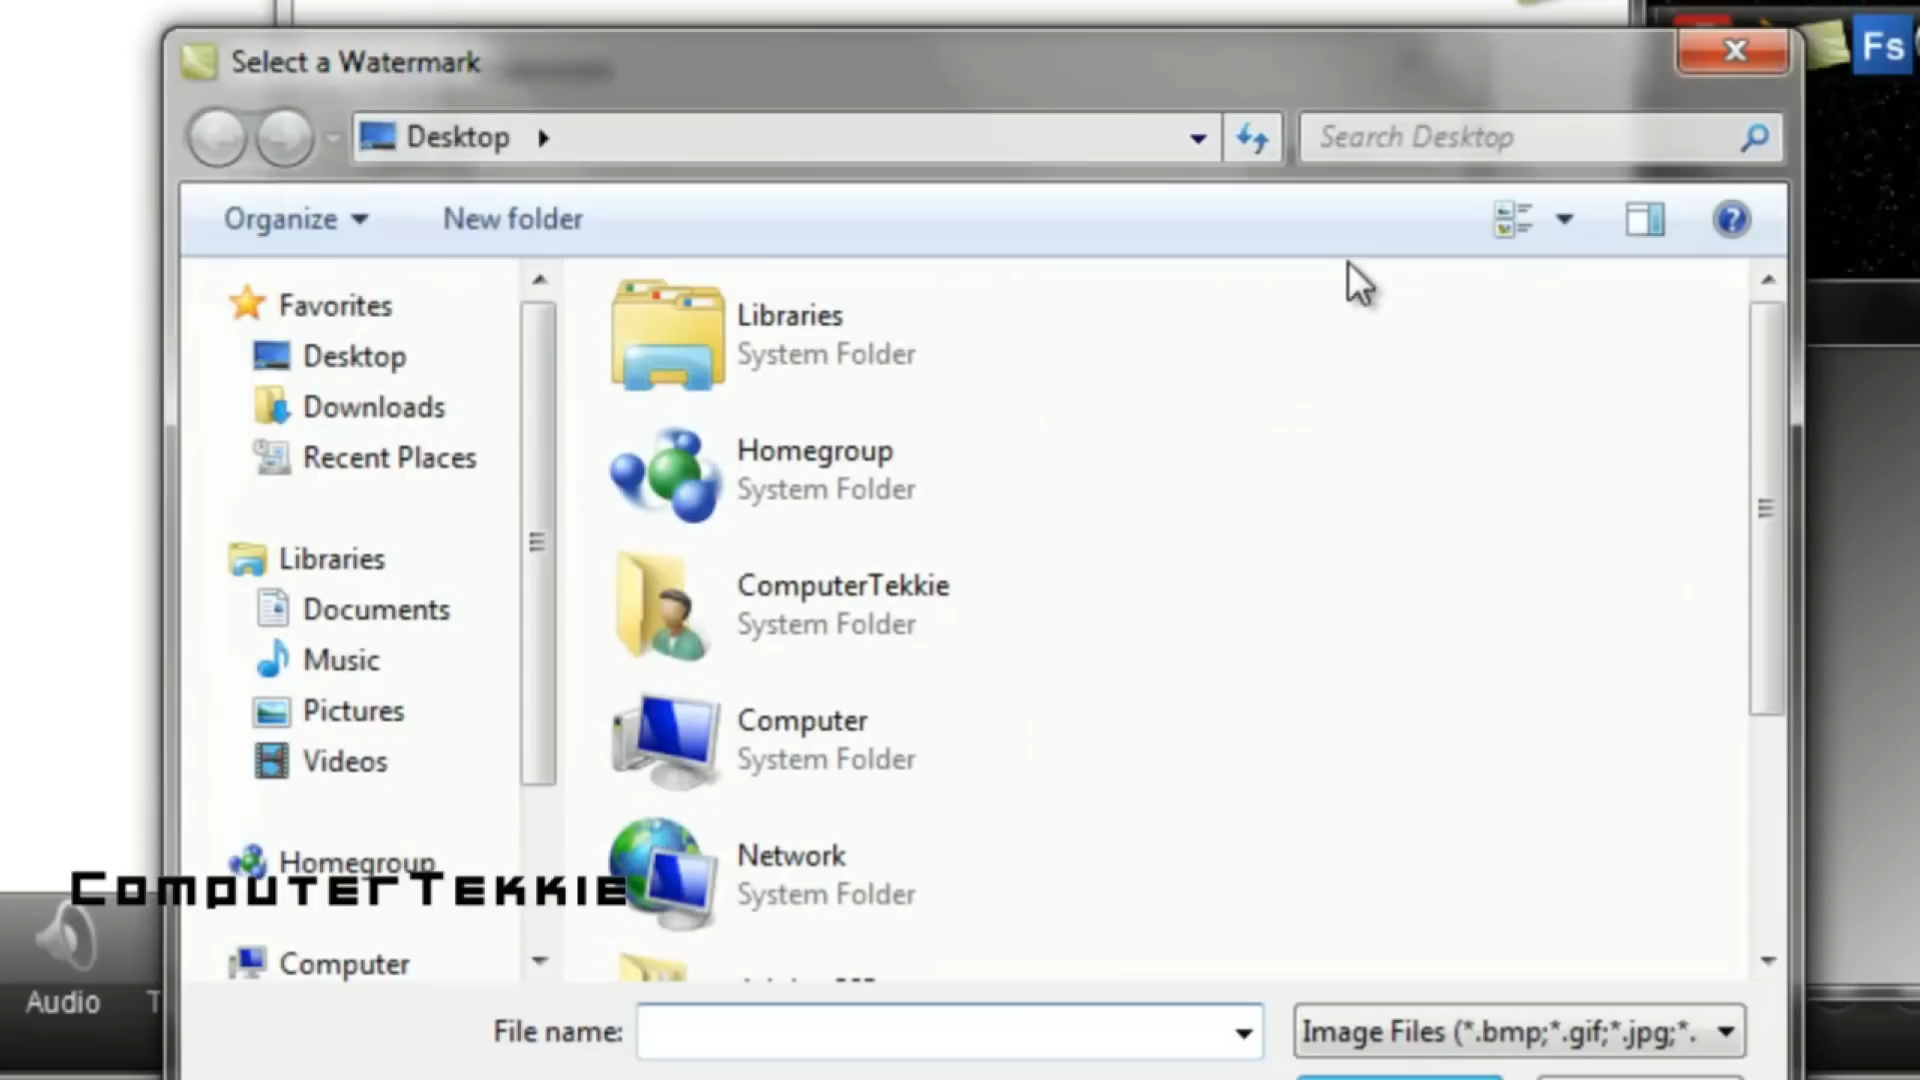 Select a Watermark
Fs
Desktop
Search Desktop
Organize
New folder
Favorites
Desktop
Downloads
Recent Places
Libraries
Documents
Music
Pictures
Videos
Homegroup
Computer
Libraries
System Folder
Homegroup
System Folder
ComputerTekkie
System Folder
Computer
System Folder
Network
System Folder
ComputerTekkie
Audio
T
File name:
Image Files (*.bmp;*.gif;*.jpg;*.